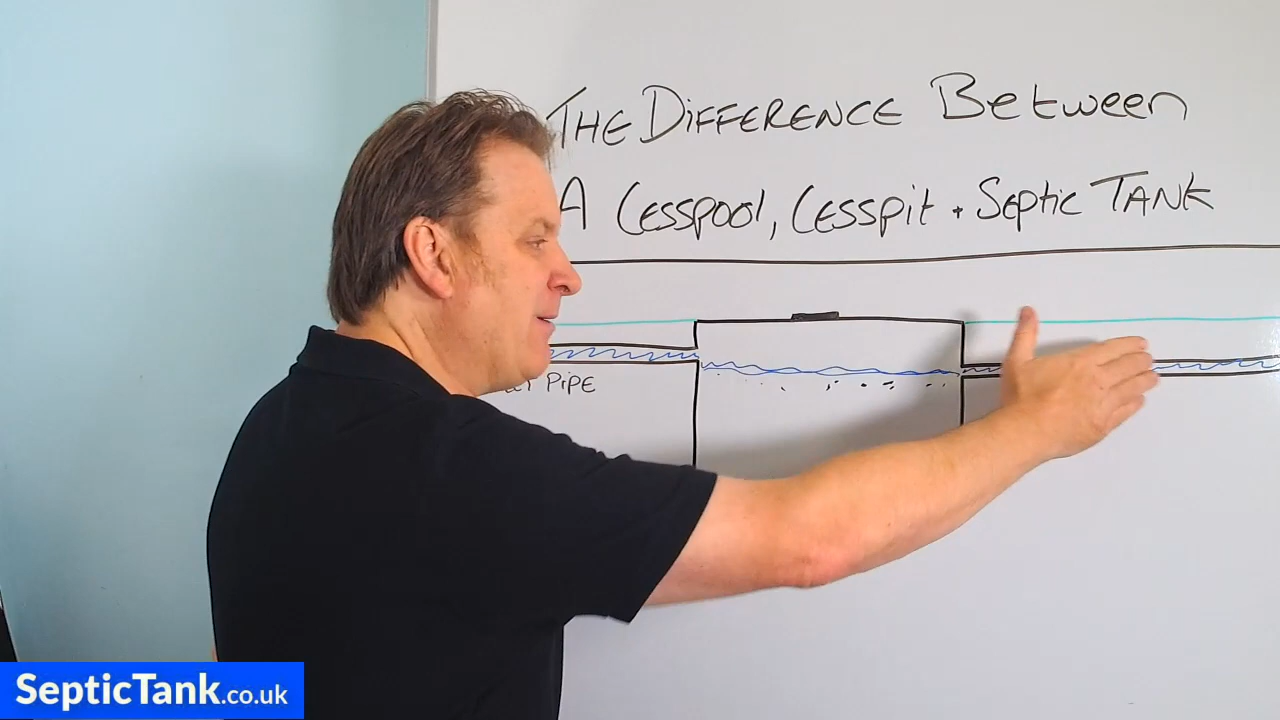 THE DIFFERENCE Between
A Cesspool, Cesspit + Septic TANK
PIPE
SepticTank.co.uk